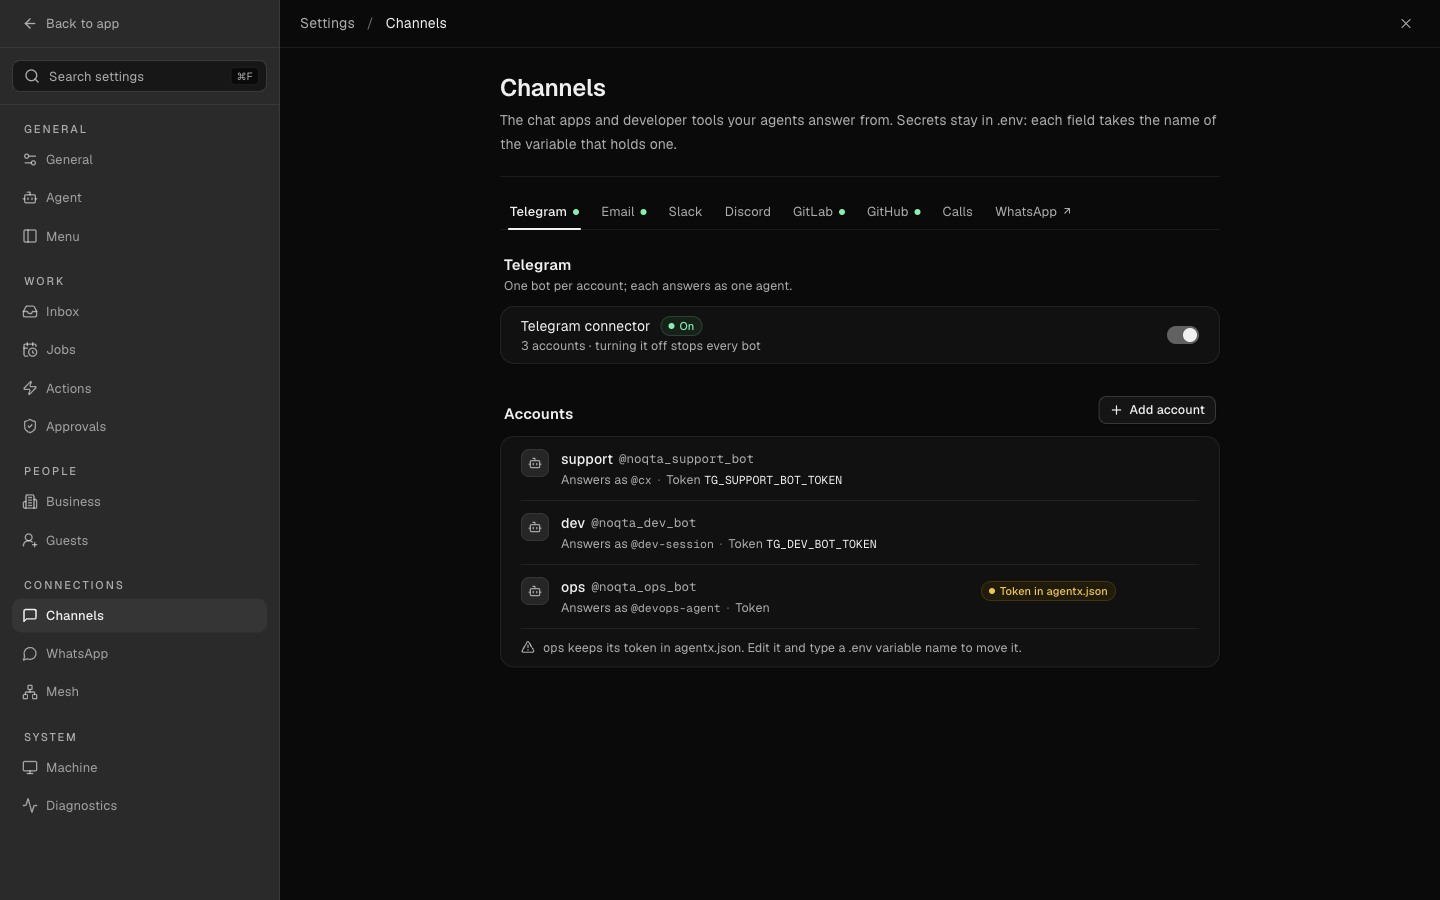 Back to app
Search settings ⌘F
GENERAL
General
Agent
Menu
WORK
Inbox
Jobs
Actions
Approvals
PEOPLE
Business
Guests
CONNECTIONS
Channels
WhatsApp
Mesh
SYSTEM
Machine
Diagnostics
Settings / Channels
Channels
The chat apps and developer tools your agents answer from. Secrets stay in .env: each field takes the name of
the variable that holds one.
Telegram Email Slack Discord GitLab GitHub Calls WhatsApp
Telegram
One bot per account; each answers as one agent.
Telegram connector On
3 accounts · turning it off stops every bot
Accounts
Add account
support @noqta_support_bot
Answers as @cx · Token TG_SUPPORT_BOT_TOKEN
dev @noqta_dev_bot
Answers as @dev-session · Token TG_DEV_BOT_TOKEN
ops @noqta_ops_bot
Token in agentx.json
Answers as @devops-agent · Token
ops keeps its token in agentx.json. Edit it and type a .env variable name to move it.